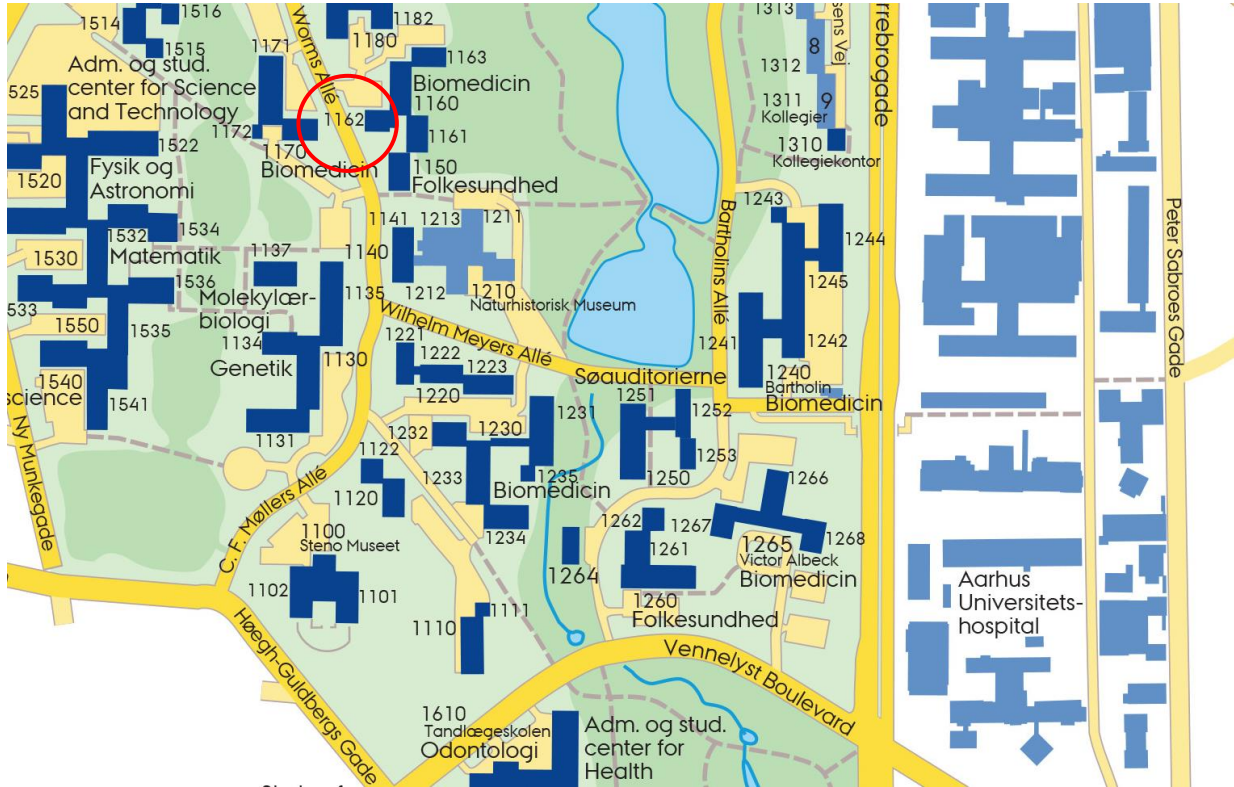 1514
1516
1515
1182
1180
1171
Worms Allé
1163
Biomedicin
1160
1162
1161
1150
Folkesundhed
Adm. og stud.
center for Science
and Technology
525
1172
1170
Biomedicin
1522
1520
Fysik og
Astronomi
1532
1534
Matematik
1530
1536
533
1550
1535
1540
science
1541
Ny Munkegade
1137
1140
1135
Molekylær-
biologi
1134
Genetik
1130
1131
1141
1213
1211
1212
1210
Naturhistorisk Museum
Wilhelm Meyers Allé
1221
1222
1223
1220
1232
1230
1231
1233
1235
Biomedicin
1234
1122
1120
C. F. Møllers Allé
1100
Steno Museet
1102
1101
1111
1110
Høegh-Guldbergs Gade
1313
8
1312
1311
9
Kollegier
1310
Kollegiekontor
sens Vej
rrebrogade
Bartholins Allé
1243
1244
1245
1241
1242
1240
Bartholin
Biomedicin
Søauditorierne
1251
1252
1253
1250
1266
1262
1267
1268
1261
1265
Victor Albeck
Biomedicin
1264
1260
Folkesundhed
Vennelyst Boulevard
1610
Tandlægeskolen
Odontologi
Adm. og stud.
center for
Health
Aarhus
Universitets-
hospital
Peter Sabroes Gade